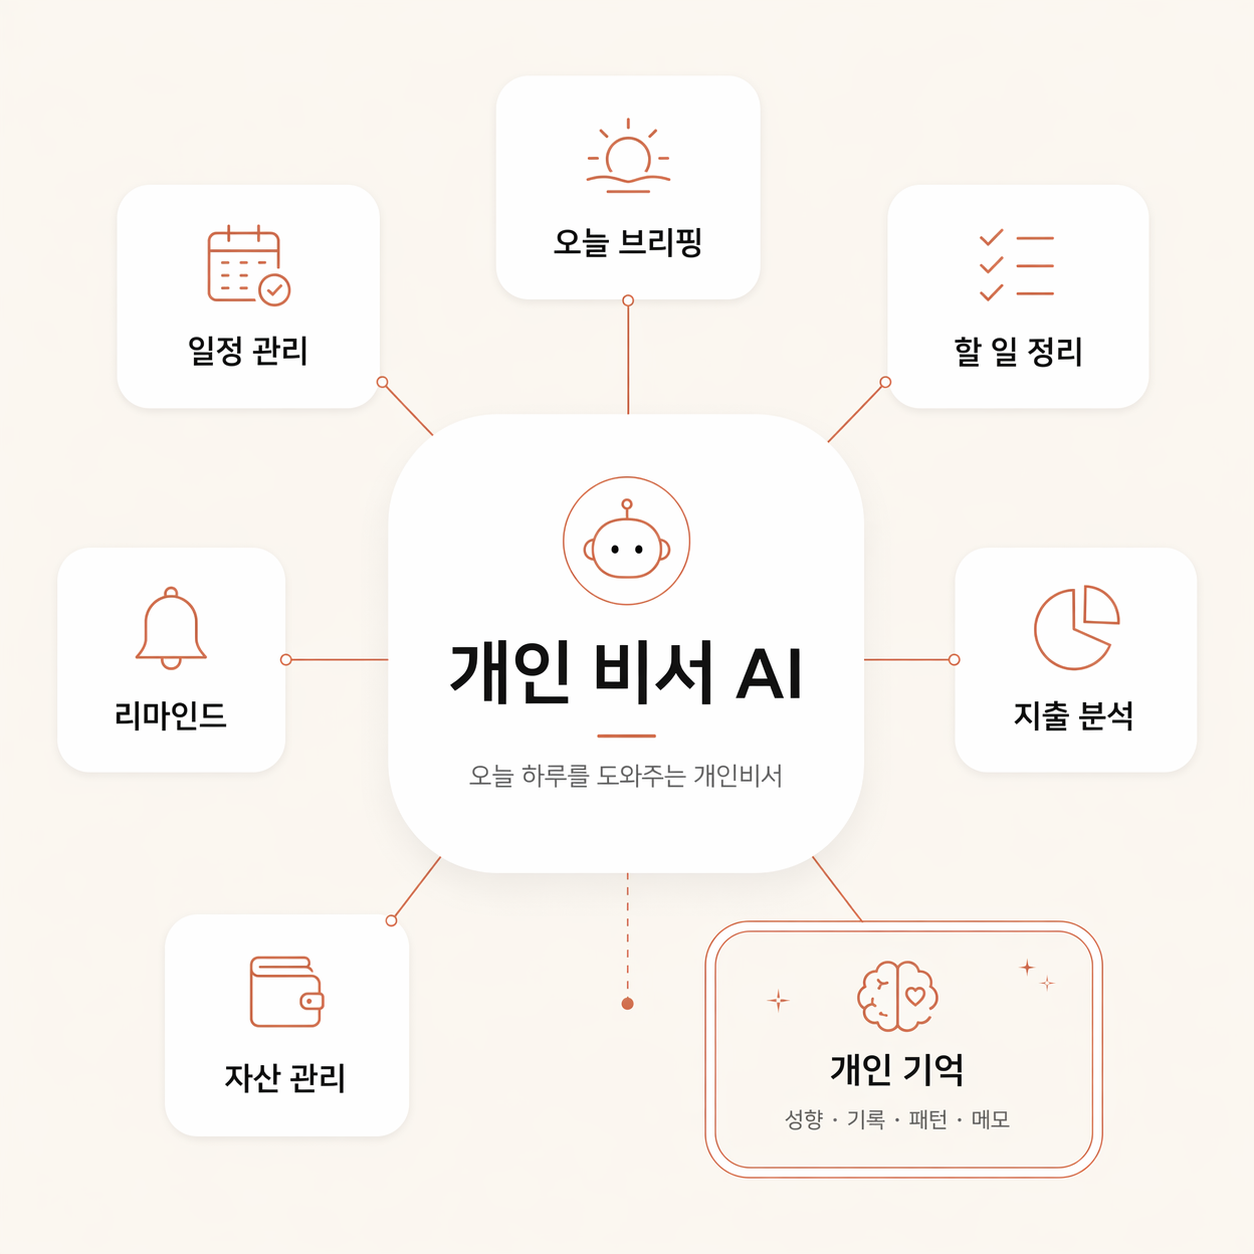 오늘 브리핑
일정 관리
할 일 정리
개인 비서 AI
오늘 하루를 도와주는 개인비서
리마인드
지출 분석
자산 관리
개인 기억
성향 · 기록 · 패턴 · 메모